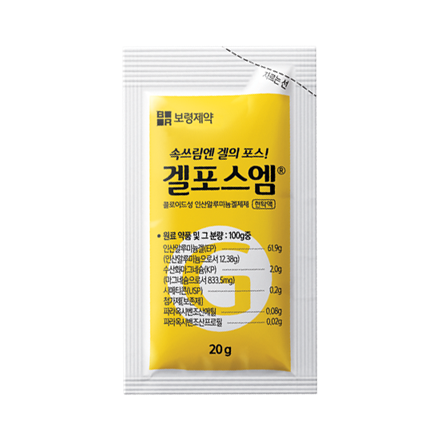 자르는 선
BR 보령제약
속쓰림엔 겔의 포스!
겔포스엠®
콜로이드성 인산알루미늄겔제제 현탁액
• 원료 약품 및 그 분량 : 100g중
인산알루미늄겔(EP) 61.9g
(인산알루미늄으로서 12.38g)
수산화마그네슘(KP) 2.0g
(마그네슘으로서 833.5mg)
시메티콘(USP) 0.2g
첨가제(보존제)
파라옥시벤조산메틸 0.08g
파라옥시벤조산프로필 0.02g
G
20 g